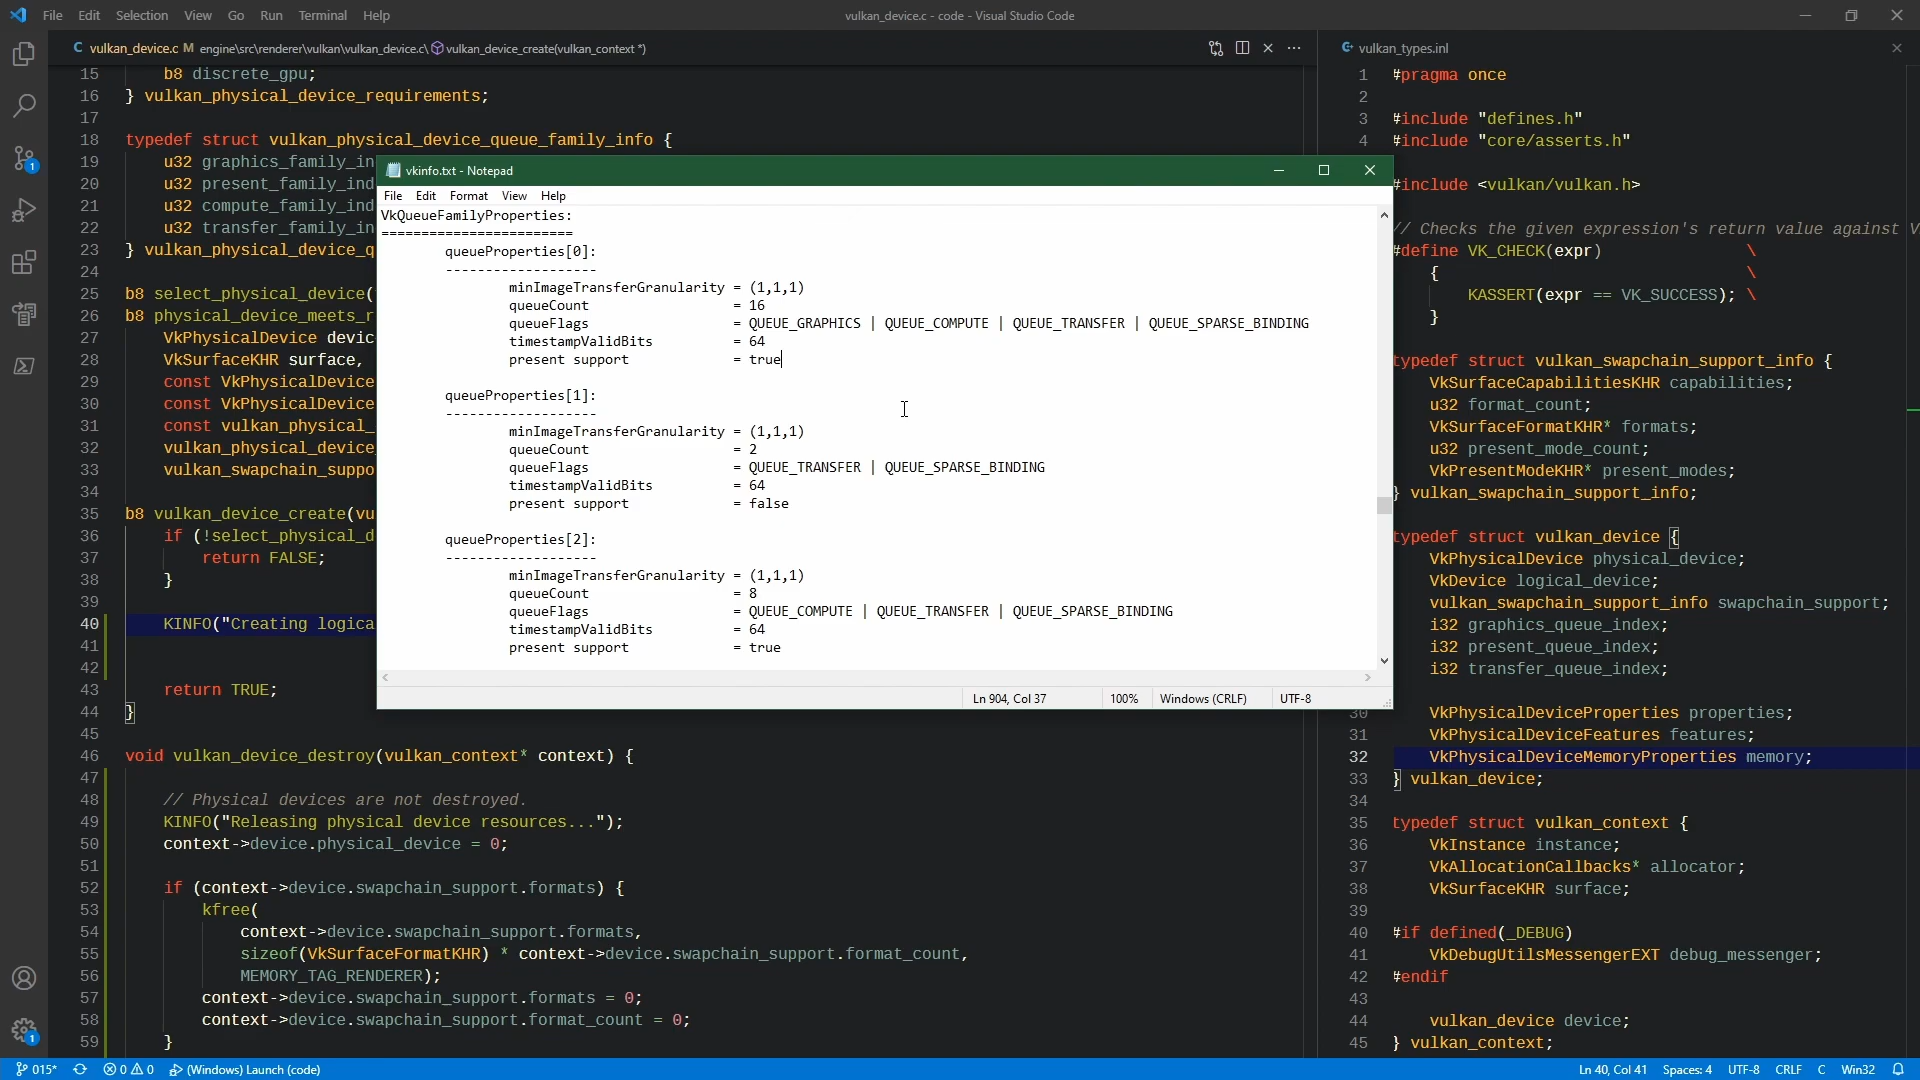 File Edit Selection View Go Run Terminal Help
vulkan_device.c - code - Visual Studio Code
C vulkan_device.c M engine\src\renderer\vulkan\vulkan_device.c\ vulkan_device_create(vulkan_context *)
15 b8 discrete_gpu;
16 } vulkan_physical_device_requirements;
17
18 typedef struct vulkan_physical_device_queue_family_info {
19 u32 graphics_family_in
20 u32 present_family_ind
21 u32 compute_family_ind
22 u32 transfer_family_in
23 } vulkan_physical_device_q
24
25 b8 select_physical_device(
26 b8 physical_device_meets_r
27 VkPhysicalDevice devic
28 VkSurfaceKHR surface,
29 const VkPhysicalDevice
30 const VkPhysicalDevice
31 const vulkan_physical_
32 vulkan_physical_device
33 vulkan_swapchain_suppo
34
35 b8 vulkan_device_create(vu
36 if (!select_physical_d
37 return FALSE;
38 }
39
40 KINFO("Creating logica
41
42
43 return TRUE;
44 }
45
46 void vulkan_device_destroy(vulkan_context* context) {
47
48 // Physical devices are not destroyed.
49 KINFO("Releasing physical device resources...");
50 context->device.physical_device = 0;
51
52 if (context->device.swapchain_support.formats) {
53 kfree(
54 context->device.swapchain_support.formats,
55 sizeof(VkSurfaceFormatKHR) * context->device.swapchain_support.format_count,
56 MEMORY_TAG_RENDERER);
57 context->device.swapchain_support.formats = 0;
58 context->device.swapchain_support.format_count = 0;
59 }
vkinfo.txt - Notepad
File Edit Format View Help
VkQueueFamilyProperties:
========================
queueProperties[0]:
-------------------
minImageTransferGranularity = (1,1,1)
queueCount = 16
queueFlags = QUEUE_GRAPHICS | QUEUE_COMPUTE | QUEUE_TRANSFER | QUEUE_SPARSE_BINDING
timestampValidBits = 64
present support = true
queueProperties[1]:
-------------------
minImageTransferGranularity = (1,1,1)
queueCount = 2
queueFlags = QUEUE_TRANSFER | QUEUE_SPARSE_BINDING
timestampValidBits = 64
present support = false
queueProperties[2]:
-------------------
minImageTransferGranularity = (1,1,1)
queueCount = 8
queueFlags = QUEUE_COMPUTE | QUEUE_TRANSFER | QUEUE_SPARSE_BINDING
timestampValidBits = 64
present support = true
Ln 904, Col 37 100% Windows (CRLF) UTF-8
vulkan_types.inl
1 #pragma once
2
3 #include "defines.h"
4 #include "core/asserts.h"
#include <vulkan/vulkan.h>
// Checks the given expression's return value against V
#define VK_CHECK(expr) \
{ \
KASSERT(expr == VK_SUCCESS); \
}
typedef struct vulkan_swapchain_support_info {
VkSurfaceCapabilitiesKHR capabilities;
u32 format_count;
VkSurfaceFormatKHR* formats;
u32 present_mode_count;
VkPresentModeKHR* present_modes;
} vulkan_swapchain_support_info;
typedef struct vulkan_device {
VkPhysicalDevice physical_device;
VkDevice logical_device;
vulkan_swapchain_support_info swapchain_support;
i32 graphics_queue_index;
i32 present_queue_index;
i32 transfer_queue_index;
30 VkPhysicalDeviceProperties properties;
31 VkPhysicalDeviceFeatures features;
32 VkPhysicalDeviceMemoryProperties memory;
33 } vulkan_device;
34
35 typedef struct vulkan_context {
36 VkInstance instance;
37 VkAllocationCallbacks* allocator;
38 VkSurfaceKHR surface;
39
40 #if defined(_DEBUG)
41 VkDebugUtilsMessengerEXT debug_messenger;
42 #endif
43
44 vulkan_device device;
45 } vulkan_context;
1
1
015* 0 0 (Windows) Launch (code)
Ln 40, Col 41 Spaces: 4 UTF-8 CRLF C Win32